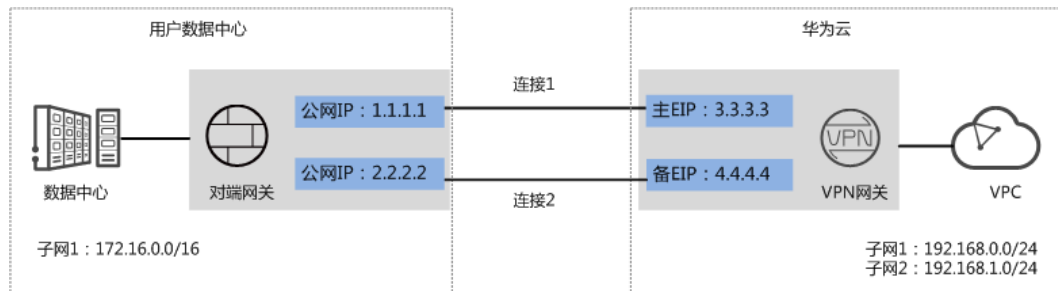 用户数据中心
华为云
连接1
公网IP：1.1.1.1
主EIP：3.3.3.3
VPN
公网IP：2.2.2.2
备EIP：4.4.4.4
数据中心
对端网关
连接2
VPN网关
VPC
子网1：172.16.0.0/16
子网1：192.168.0.0/24
子网2：192.168.1.0/24